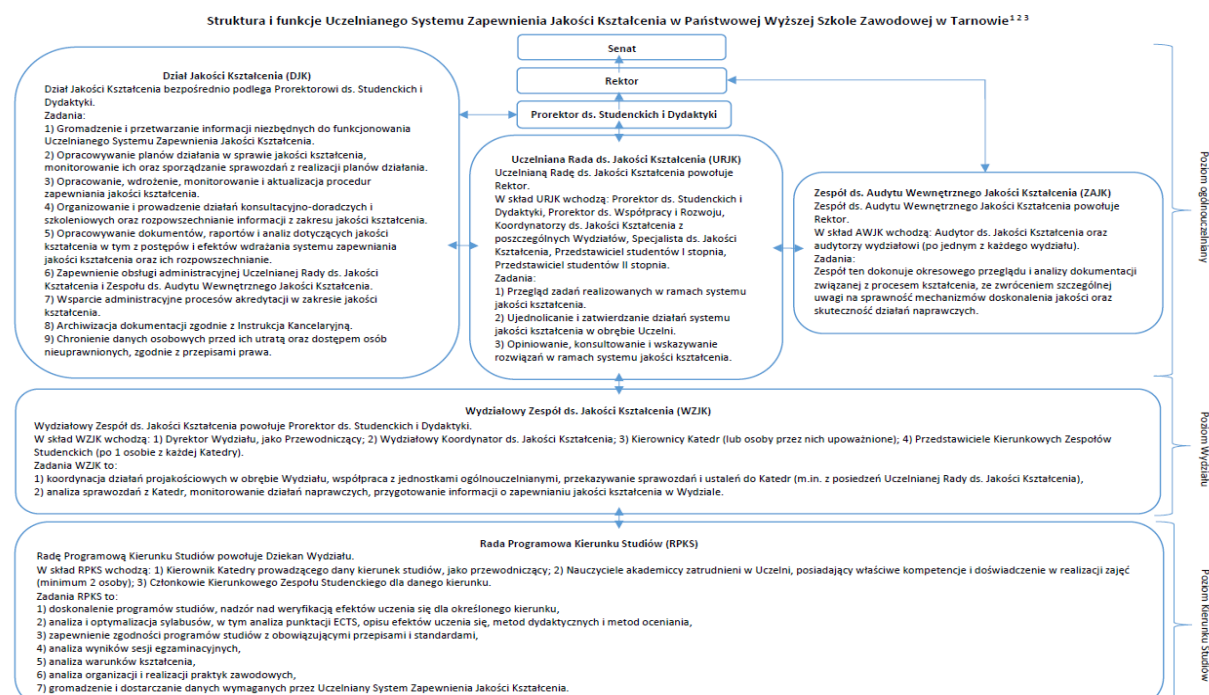 Struktura i funkcje Uczelnianego Systemu Zapewnienia Jakości Kształcenia w Państwowej Wyższej Szkole Zawodowej w Tarnowie¹ ² ³
Senat
Rektor
Prorektor ds. Studenckich i Dydaktyki
Dział Jakości Kształcenia (DJK)
Dział Jakości Kształcenia bezpośrednio podlega Prorektorowi ds. Studenckich i
Dydaktyki.
Zadania:
1) Gromadzenie i przetwarzanie informacji niezbędnych do funkcjonowania
Uczelnianego Systemu Zapewnienia Jakości Kształcenia.
2) Opracowywanie planów działania w sprawie jakości kształcenia,
monitorowanie ich oraz sporządzanie sprawozdań z realizacji planów działania.
3) Opracowanie, wdrożenie, monitorowanie i aktualizacja procedur
zapewniania jakości kształcenia.
4) Organizowanie i prowadzenie działań konsultacyjno-doradczych i
szkoleniowych oraz rozpowszechnianie informacji z zakresu jakości kształcenia.
5) Opracowywanie dokumentów, raportów i analiz dotyczących jakości
kształcenia w tym z postępów i efektów wdrażania systemu zapewniania
jakości kształcenia oraz ich rozpowszechnianie.
6) Zapewnienie obsługi administracyjnej Uczelnianej Rady ds. Jakości
Kształcenia i Zespołu ds. Audytu Wewnętrznego Jakości Kształcenia.
7) Wsparcie administracyjne procesów akredytacji w zakresie jakości
kształcenia.
8) Archiwizacja dokumentacji zgodnie z Instrukcja Kancelaryjną.
9) Chronienie danych osobowych przed ich utratą oraz dostępem osób
nieuprawnionych, zgodnie z przepisami prawa.
Uczelniana Rada ds. Jakości Kształcenia (URJK)
Uczelnianą Radę ds. Jakości Kształcenia powołuje
Rektor.
W skład URJK wchodzą: Prorektor ds. Studenckich i
Dydaktyki, Prorektor ds. Współpracy i Rozwoju,
Koordynatorzy ds. Jakości Kształcenia z
poszczególnych Wydziałów, Specjalista ds. Jakości
Kształcenia, Przedstawiciel studentów I stopnia,
Przedstawiciel studentów II stopnia.
Zadania:
1) Przegląd zadań realizowanych w ramach systemu
jakości kształcenia.
2) Ujednolicanie i zatwierdzanie działań systemu
jakości kształcenia w obrębie Uczelni.
3) Opiniowanie, konsultowanie i wskazywanie
rozwiązań w ramach systemu jakości kształcenia.
Zespół ds. Audytu Wewnętrznego Jakości Kształcenia (ZAJK)
Zespół ds. Audytu Wewnętrznego Jakości Kształcenia powołuje
Rektor.
W skład AWJK wchodzą: Audytor ds. Jakości Kształcenia oraz
audytorzy wydziałowi (po jednym z każdego wydziału).
Zadania:
Zespół ten dokonuje okresowego przeglądu i analizy dokumentacji
związanej z procesem kształcenia, ze zwróceniem szczególnej
uwagi na sprawność mechanizmów doskonalenia jakości oraz
skuteczność działań naprawczych.
Poziom ogólnouczelniany
Wydziałowy Zespół ds. Jakości Kształcenia (WZJK)
Wydziałowy Zespół ds. Jakości Kształcenia powołuje Prorektor ds. Studenckich i Dydaktyki.
W skład WZJK wchodzą: 1) Dyrektor Wydziału, jako Przewodniczący; 2) Wydziałowy Koordynator ds. Jakości Kształcenia; 3) Kierownicy Katedr (lub osoby przez nich upoważnione); 4) Przedstawiciele Kierunkowych Zespołów
Studenckich (po 1 osobie z każdej Katedry).
Zadania WZJK to:
1) koordynacja działań projakościowych w obrębie Wydziału, współpraca z jednostkami ogólnouczelnianymi, przekazywanie sprawozdań i ustaleń do Katedr (m.in. z posiedzeń Uczelnianej Rady ds. Jakości Kształcenia),
2) analiza sprawozdań z Katedr, monitorowanie działań naprawczych, przygotowanie informacji o zapewnianiu jakości kształcenia w Wydziale.
Poziom Wydziału
Rada Programowa Kierunku Studiów (RPKS)
Radę Programową Kierunku Studiów powołuje Dziekan Wydziału.
W skład RPKS wchodzą: 1) Kierownik Katedry prowadzącego dany kierunek studiów, jako przewodniczący; 2) Nauczyciele akademiccy zatrudnieni w Uczelni, posiadający właściwe kompetencje i doświadczenie w realizacji zajęć
(minimum 2 osoby); 3) Członkowie Kierunkowego Zespołu Studenckiego dla danego kierunku.
Zadania RPKS to:
1) doskonalenie programów studiów, nadzór nad weryfikacją efektów uczenia się dla określonego kierunku,
2) analiza i optymalizacja sylabusów, w tym analiza punktacji ECTS, opisu efektów uczenia się, metod dydaktycznych i metod oceniania,
3) zapewnienie zgodności programów studiów z obowiązującymi przepisami i standardami,
4) analiza wyników sesji egzaminacyjnych,
5) analiza warunków kształcenia,
6) analiza organizacji i realizacji praktyk zawodowych,
7) gromadzenie i dostarczanie danych wymaganych przez Uczelniany System Zapewnienia Jakości Kształcenia.
Poziom Kierunku Studiów